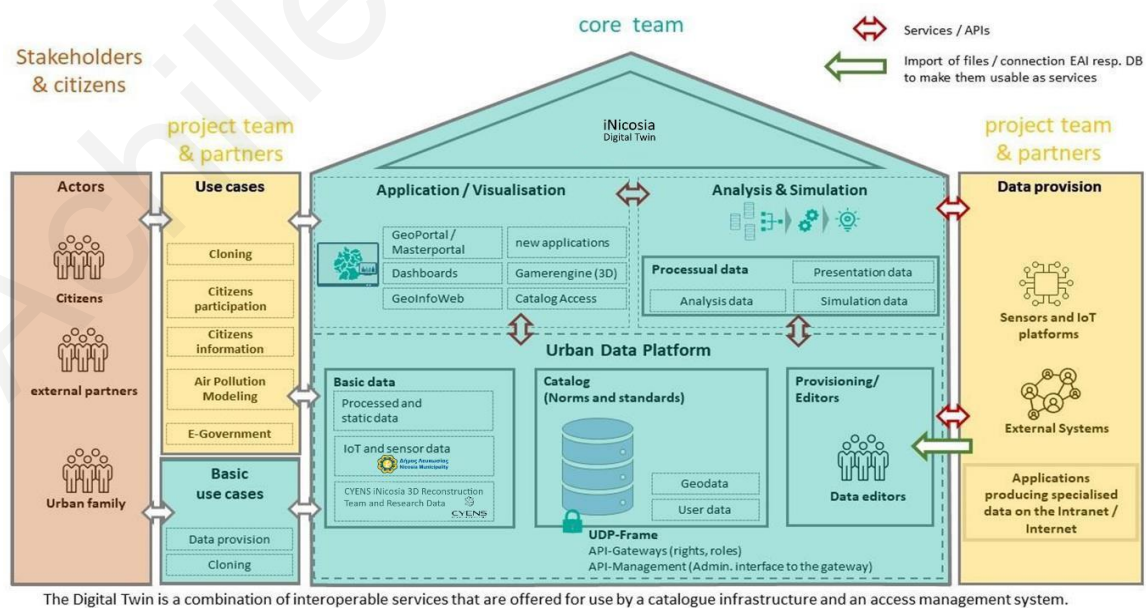 core team
Services / APIs
Import of files / connection EAI resp. DB
to make them usable as services
Stakeholders
& citizens
project team
& partners
project team
& partners
iNicosia
Digital Twin
Actors
Citizens
external partners
Urban family
Use cases
Cloning
Citizens
participation
Citizens
information
Air Pollution
Modeling
E-Government
Basic
use cases
Data provision
Cloning
Application / Visualisation
GeoPortal /
Masterportal
new applications
Dashboards
Gamerengine (3D)
GeoInfoWeb
Catalog Access
Analysis & Simulation
Processual data
Presentation data
Analysis data
Simulation data
Urban Data Platform
Basic data
Processed and
static data
IoT and sensor data
Δήμος Λευκωσίας
Nicosia Municipality
CYENS iNicosia 3D Reconstruction
Team and Research Data
CYENS
Catalog
(Norms and standards)
Geodata
User data
Provisioning/
Editors
Data editors
UDP-Frame
API-Gateways (rights, roles)
API-Management (Admin. interface to the gateway)
Data provision
Sensors and IoT
platforms
External Systems
Applications
producing specialised
data on the Intranet /
Internet
The Digital Twin is a combination of interoperable services that are offered for use by a catalogue infrastructure and an access management system.
Achille